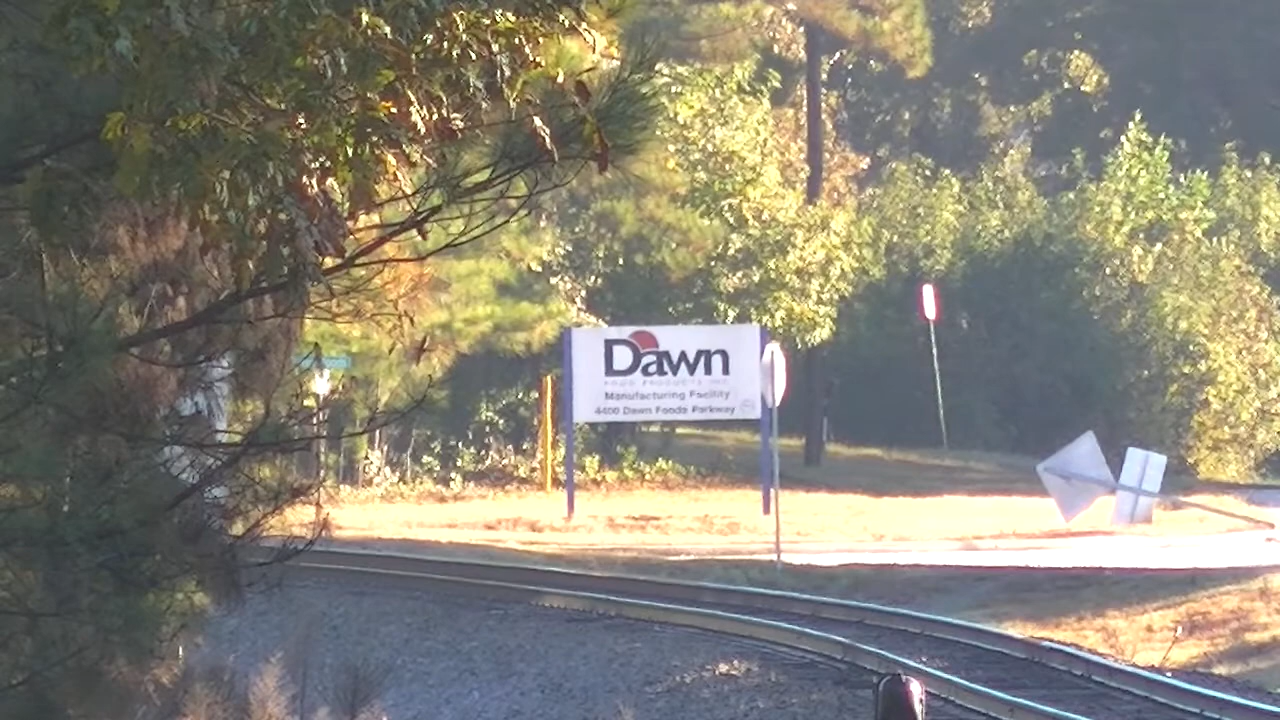 Dawn
FOOD PRODUCTS INC.
Manufacturing Facility
4400 Dawn Foods Parkway